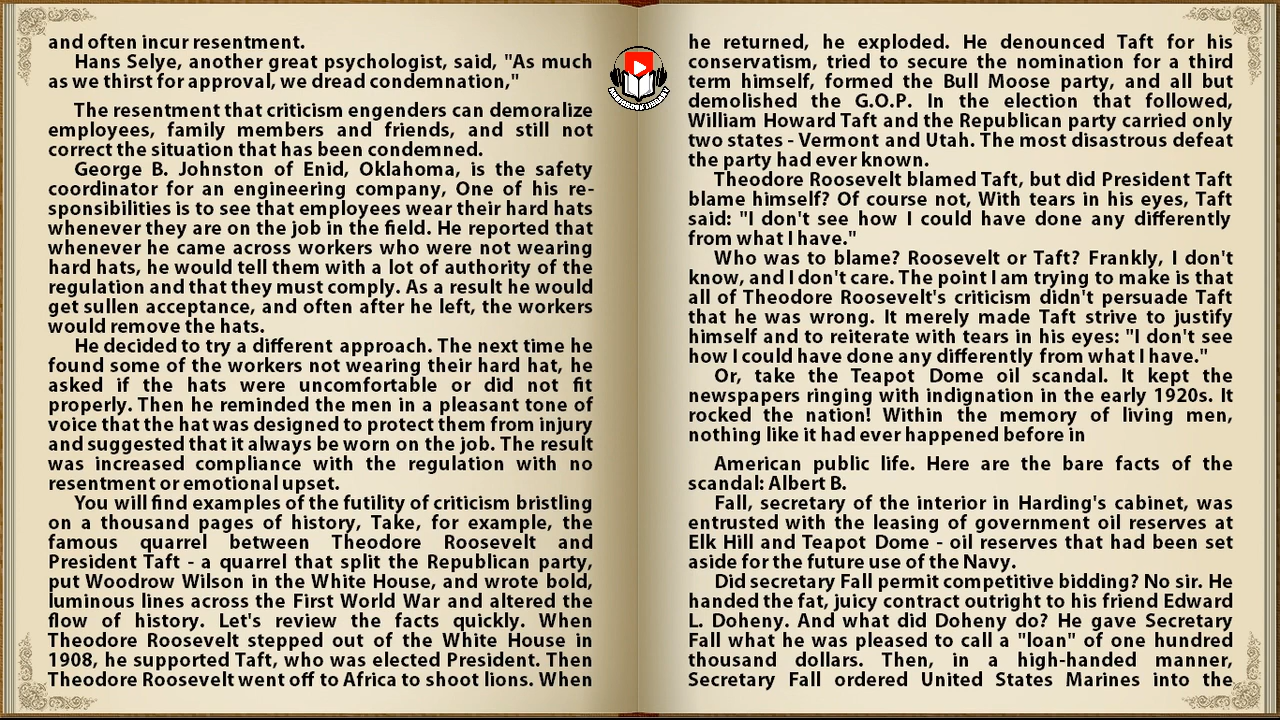 and often incur resentment.
Hans Selye, another great psychologist, said, "As much
as we thirst for approval, we dread condemnation,"
The resentment that criticism engenders can demoralize
employees, family members and friends, and still not
correct the situation that has been condemned.
George B. Johnston of Enid, Oklahoma, is the safety
coordinator for an engineering company, One of his re-
sponsibilities is to see that employees wear their hard hats
whenever they are on the job in the field. He reported that
whenever he came across workers who were not wearing
hard hats, he would tell them with a lot of authority of the
regulation and that they must comply. As a result he would
get sullen acceptance, and often after he left, the workers
would remove the hats.
He decided to try a different approach. The next time he
found some of the workers not wearing their hard hat, he
asked if the hats were uncomfortable or did not fit
properly. Then he reminded the men in a pleasant tone of
voice that the hat was designed to protect them from injury
and suggested that it always be worn on the job. The result
was increased compliance with the regulation with no
resentment or emotional upset.
You will find examples of the futility of criticism bristling
on a thousand pages of history, Take, for example, the
famous quarrel between Theodore Roosevelt and
President Taft - a quarrel that split the Republican party,
put Woodrow Wilson in the White House, and wrote bold,
luminous lines across the First World War and altered the
flow of history. Let's review the facts quickly. When
Theodore Roosevelt stepped out of the White House in
1908, he supported Taft, who was elected President. Then
Theodore Roosevelt went off to Africa to shoot lions. When
he returned, he exploded. He denounced Taft for his
conservatism, tried to secure the nomination for a third
term himself, formed the Bull Moose party, and all but
demolished the G.O.P. In the election that followed,
William Howard Taft and the Republican party carried only
two states - Vermont and Utah. The most disastrous defeat
the party had ever known.
Theodore Roosevelt blamed Taft, but did President Taft
blame himself? Of course not, With tears in his eyes, Taft
said: "I don't see how I could have done any differently
from what I have."
Who was to blame? Roosevelt or Taft? Frankly, I don't
know, and I don't care. The point I am trying to make is that
all of Theodore Roosevelt's criticism didn't persuade Taft
that he was wrong. It merely made Taft strive to justify
himself and to reiterate with tears in his eyes: "I don't see
how I could have done any differently from what I have."
Or, take the Teapot Dome oil scandal. It kept the
newspapers ringing with indignation in the early 1920s. It
rocked the nation! Within the memory of living men,
nothing like it had ever happened before in
American public life. Here are the bare facts of the
scandal: Albert B.
Fall, secretary of the interior in Harding's cabinet, was
entrusted with the leasing of government oil reserves at
Elk Hill and Teapot Dome - oil reserves that had been set
aside for the future use of the Navy.
Did secretary Fall permit competitive bidding? No sir. He
handed the fat, juicy contract outright to his friend Edward
L. Doheny. And what did Doheny do? He gave Secretary
Fall what he was pleased to call a "loan" of one hundred
thousand dollars. Then, in a high-handed manner,
Secretary Fall ordered United States Marines into the